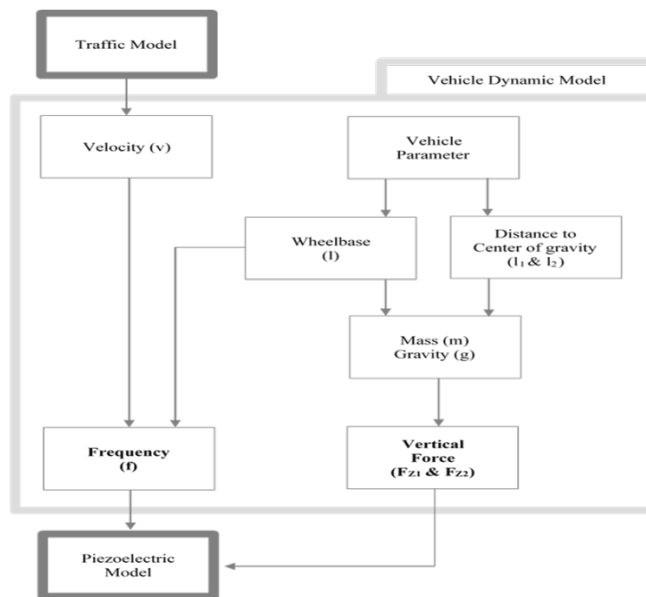 Traffic Model
Vehicle Dynamic Model
Velocity (v)
Vehicle
Parameter
Wheelbase
(l)
Distance to
Center of gravity
(l₁ & l₂)
Mass (m)
Gravity (g)
Frequency
(f)
Vertical
Force
(Fz₁ & Fz₂)
Piezoelectric
Model